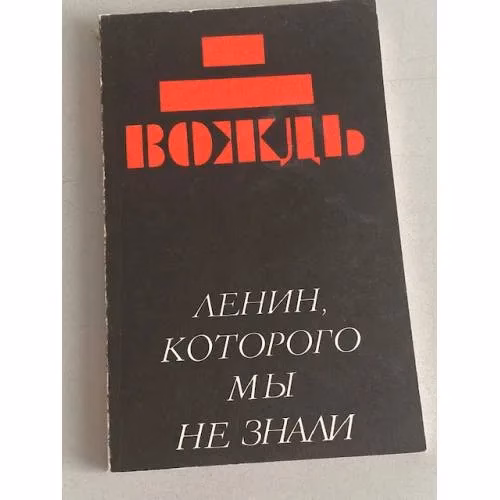 ВОЖДЬ
ЛЕНИН,
КОТОРОГО
МЫ
НЕ ЗНАЛИ